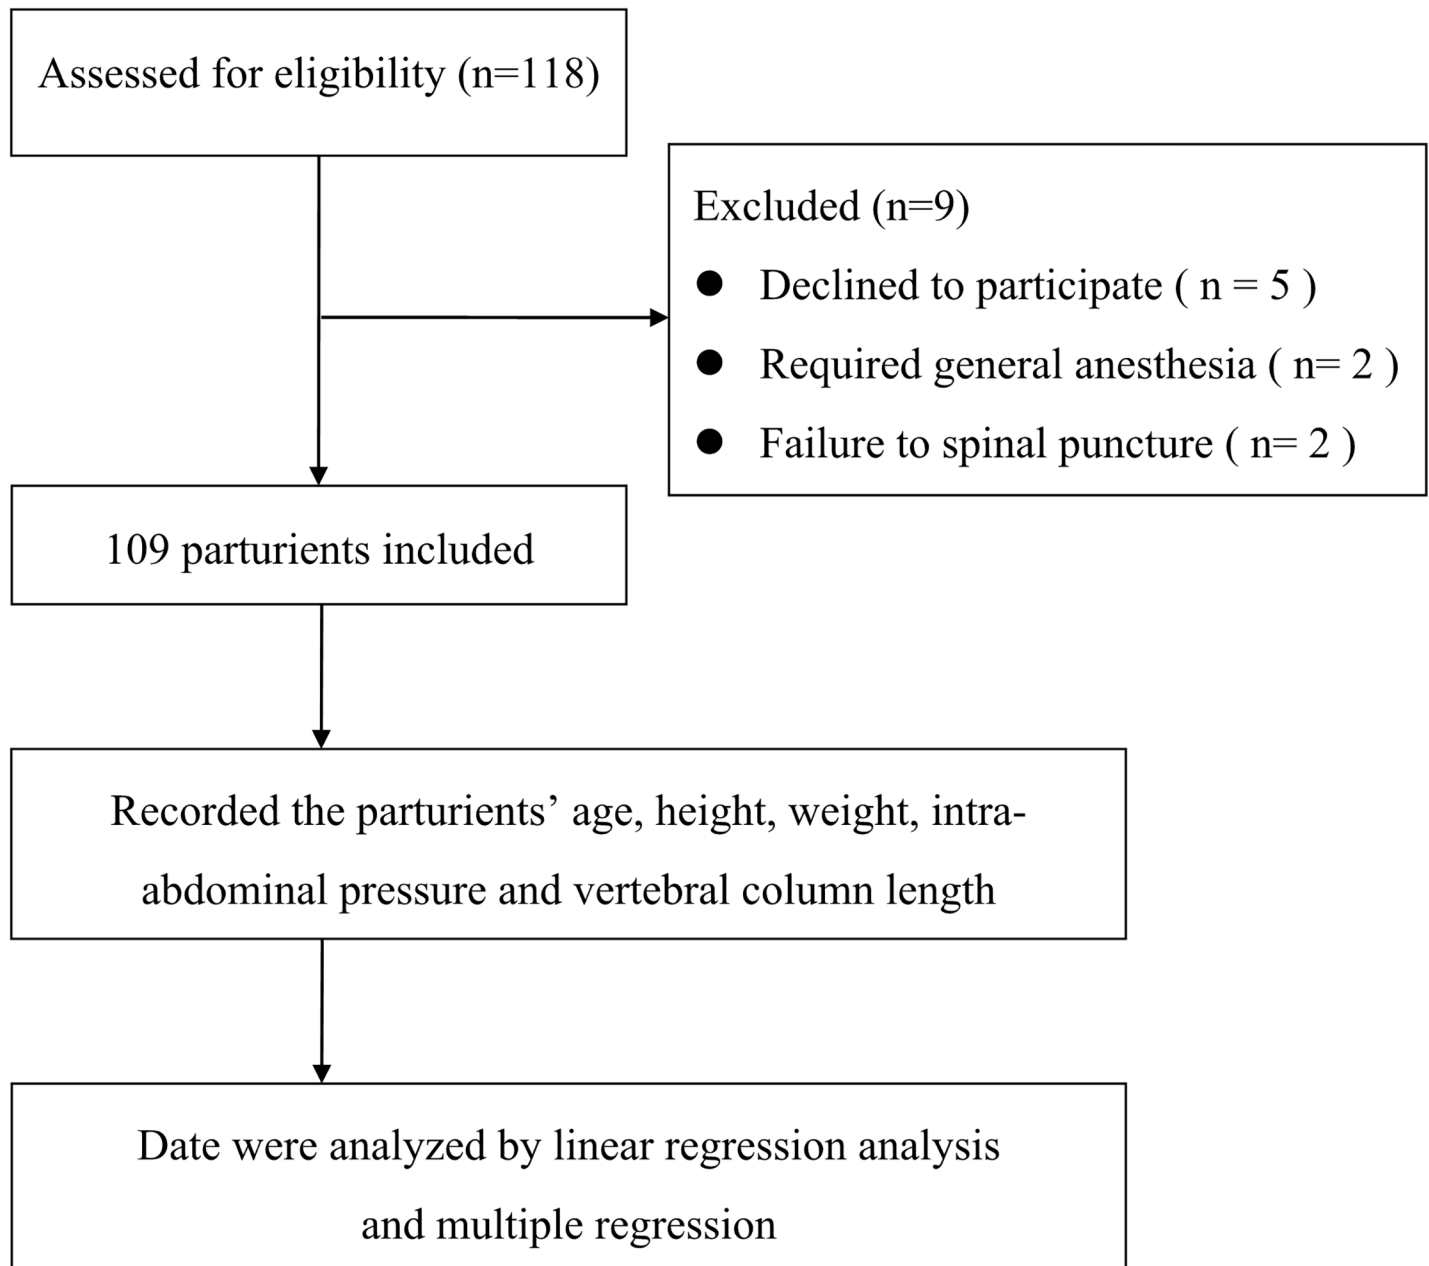 Assessed for eligibility (n=118)
Excluded (n=9)
● Declined to participate ( n = 5 )
● Required general anesthesia ( n= 2 )
● Failure to spinal puncture ( n= 2 )
109 parturients included
Recorded the parturients’ age, height, weight, intra-
abdominal pressure and vertebral column length
Date were analyzed by linear regression analysis
and multiple regression